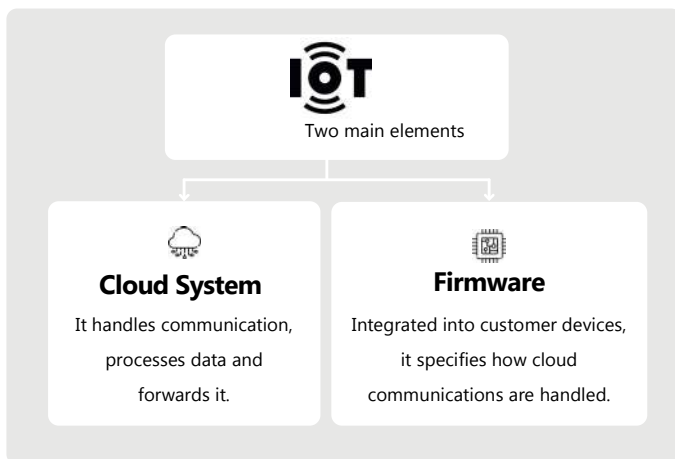 IOT
Two main elements
Cloud System
It handles communication,
processes data and
forwards it.
Firmware
Integrated into customer devices,
it specifies how cloud
communications are handled.